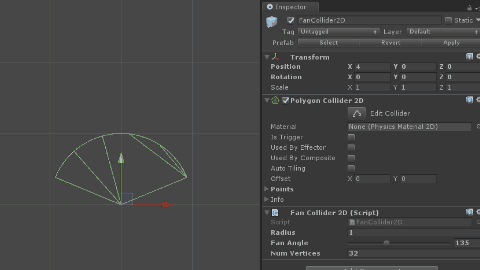 Inspector
FanCollider2D Static
Tag Untagged Layer Default
Prefab Select Revert Apply
Transform
Position X 4 Y 0 Z 0
Rotation X 0 Y 0 Z 0
Scale X 1 Y 1 Z 1
Polygon Collider 2D
Edit Collider
Material None (Physics Material 2D)
Is Trigger
Used By Effector
Used By Composite
Auto Tiling
Offset X 0 Y 0
Points
Info
Fan Collider 2D (Script)
Script FanCollider2D
Radius 1
Fan Angle 135
Num Vertices 32